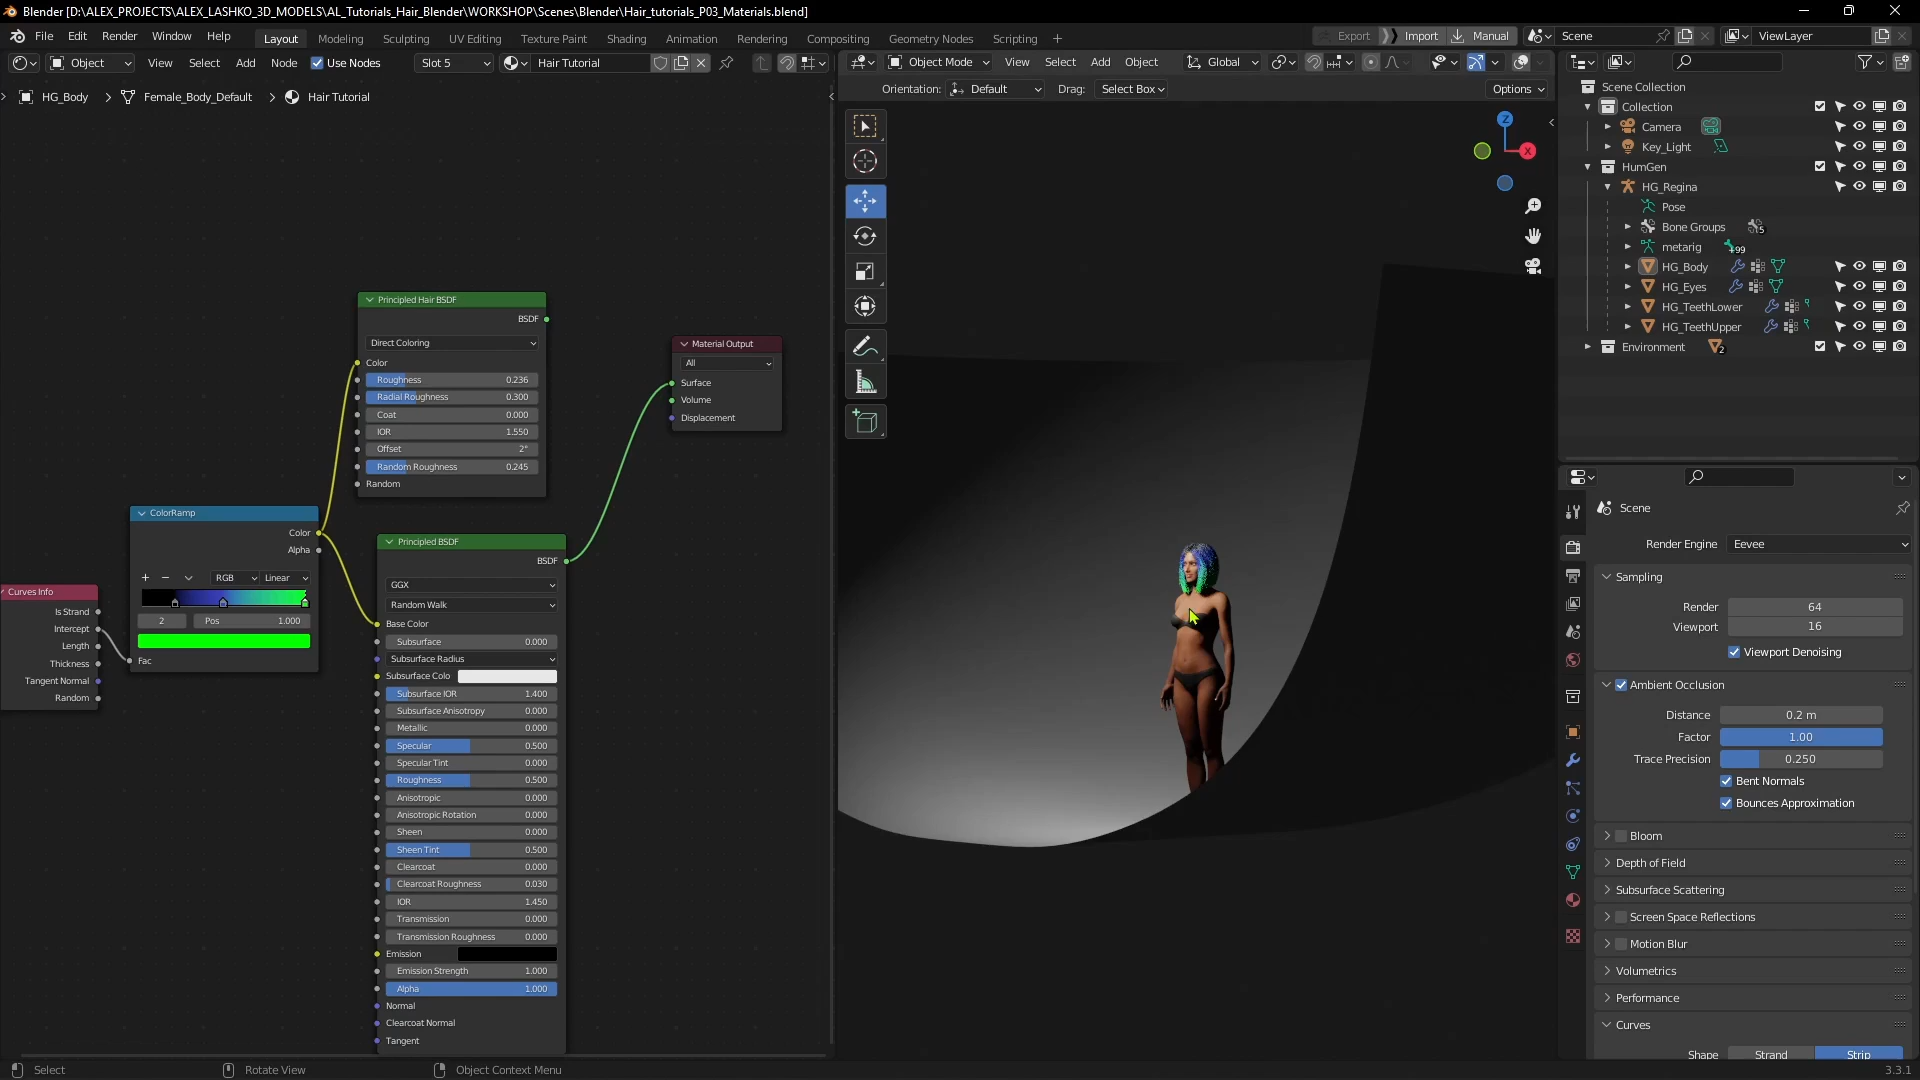 Blender [D:\ALEX_PROJECTS\ALEX_LASHKO_3D_MODELS\AL_Tutorials_Hair_Blender\WORKSHOP\Scenes\Blender\Hair_tutorials_P03_Materials.blend]
File Edit Render Window Help Layout Modeling Sculpting UV Editing Texture Paint Shading Animation Rendering Compositing Geometry Nodes Scripting + Export Import Manual Scene ViewLayer
Object View Select Add Node Use Nodes Slot 5 Hair Tutorial
HG_Body > Female_Body_Default > Hair Tutorial
Object Mode View Select Add Object Global
Orientation: Default Drag: Select Box Options
Z
X
Principled Hair BSDF
BSDF
Direct Coloring
Color
Roughness 0.236
Radial Roughness 0.300
Coat 0.000
IOR 1.550
Offset 2°
Random Roughness 0.245
Random
Material Output
All
Surface
Volume
Displacement
ColorRamp
Color
Alpha
RGB Linear
2 Pos 1.000
Fac
Curves Info
Is Strand
Intercept
Length
Thickness
Tangent Normal
Random
Principled BSDF
BSDF
GGX
Random Walk
Base Color
Subsurface 0.000
Subsurface Radius
Subsurface Colo
Subsurface IOR 1.400
Subsurface Anisotropy 0.000
Metallic 0.000
Specular 0.500
Specular Tint 0.000
Roughness 0.500
Anisotropic 0.000
Anisotropic Rotation 0.000
Sheen 0.000
Sheen Tint 0.500
Clearcoat 0.000
Clearcoat Roughness 0.030
IOR 1.450
Transmission 0.000
Transmission Roughness 0.000
Emission
Emission Strength 1.000
Alpha 1.000
Normal
Clearcoat Normal
Tangent
Scene Collection
Collection
Camera
Key_Light
HumGen
HG_Regina
Pose
Bone Groups 5
metarig +99
HG_Body
HG_Eyes
HG_TeethLower
HG_TeethUpper
Environment 2
Scene
Render Engine Eevee
Sampling
Render 64
Viewport 16
Viewport Denoising
Ambient Occlusion
Distance 0.2 m
Factor 1.00
Trace Precision 0.250
Bent Normals
Bounces Approximation
Bloom
Depth of Field
Subsurface Scattering
Screen Space Reflections
Motion Blur
Volumetrics
Performance
Curves
Shape Strand Strip
Select Rotate View Object Context Menu 3.3.1